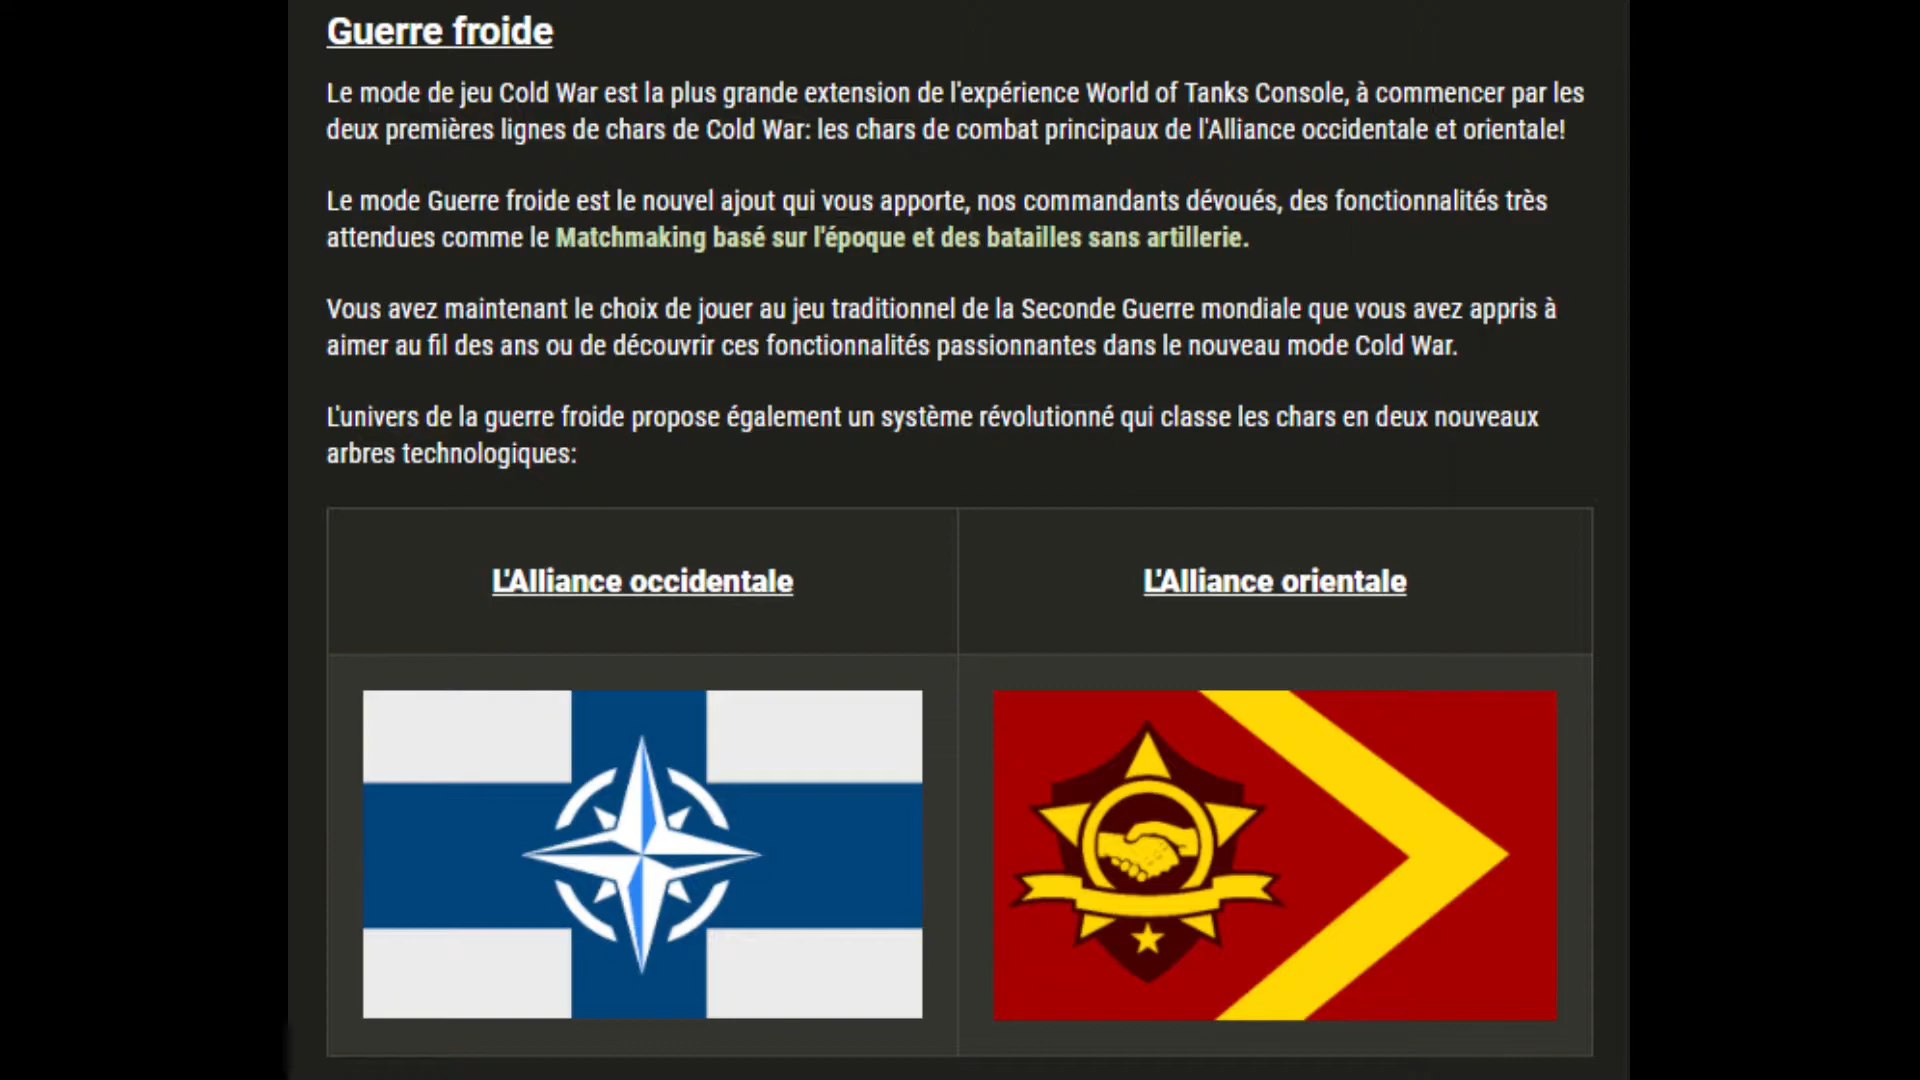 Guerre froide
Le mode de jeu Cold War est la plus grande extension de l'expérience World of Tanks Console, à commencer par les
deux premières lignes de chars de Cold War: les chars de combat principaux de l'Alliance occidentale et orientale!
Le mode Guerre froide est le nouvel ajout qui vous apporte, nos commandants dévoués, des fonctionnalités très
attendues comme le Matchmaking basé sur l'époque et des batailles sans artillerie.
Vous avez maintenant le choix de jouer au jeu traditionnel de la Seconde Guerre mondiale que vous avez appris à
aimer au fil des ans ou de découvrir ces fonctionnalités passionnantes dans le nouveau mode Cold War.
L'univers de la guerre froide propose également un système révolutionné qui classe les chars en deux nouveaux
arbres technologiques:
L'Alliance occidentale
L'Alliance orientale